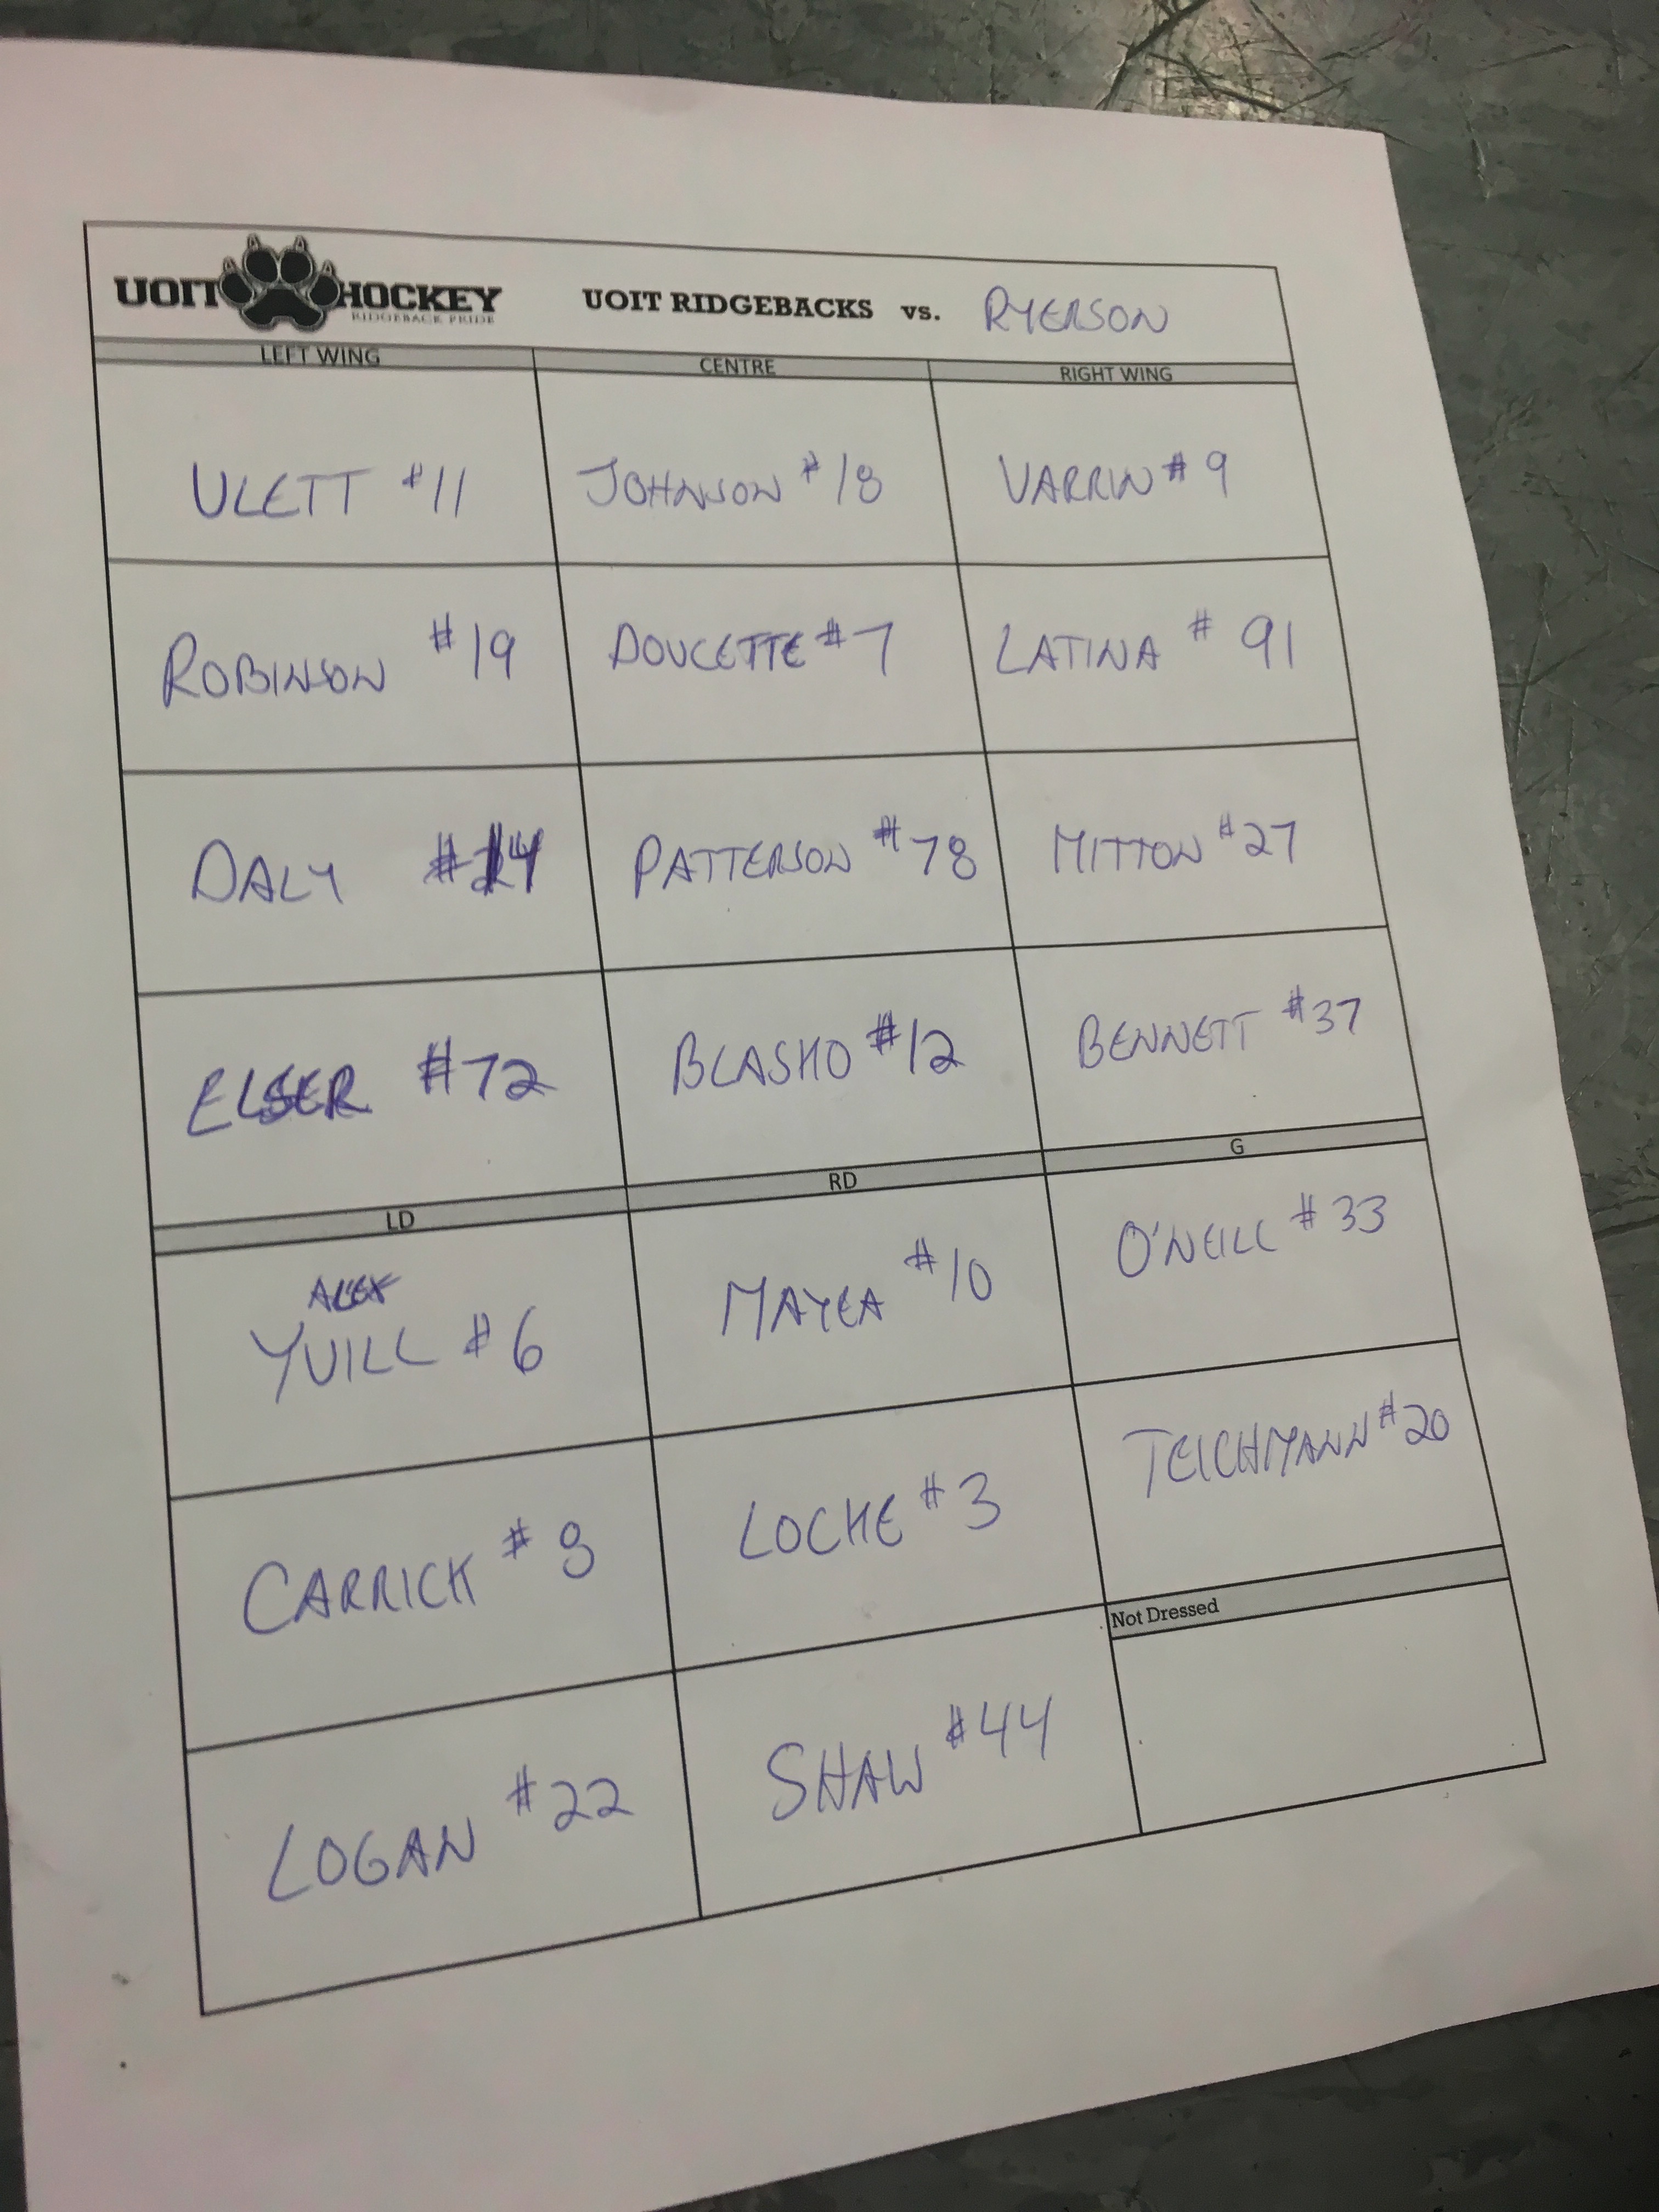 UOIT HOCKEY
RIDGEBACK PRIDE
UOIT RIDGEBACKS vs. RYERSON
LEFT WING CENTRE RIGHT WING
ULETT #11 JOHNSON #18 VARRIN #9
ROBINSON #19 DOUCETTE #7 LATINA #91
DALY #14 PATTERSON #78 MITTON #27
ELSER #72 BLASHO #12 BENNETT #37
LD RD G
ALEX
YUILL #6 MAYEA #10 O'NEILL #33
CARRICK #8 LOCKE #3 TEICHMANN #20
Not Dressed
LOGAN #22 SHAW #44